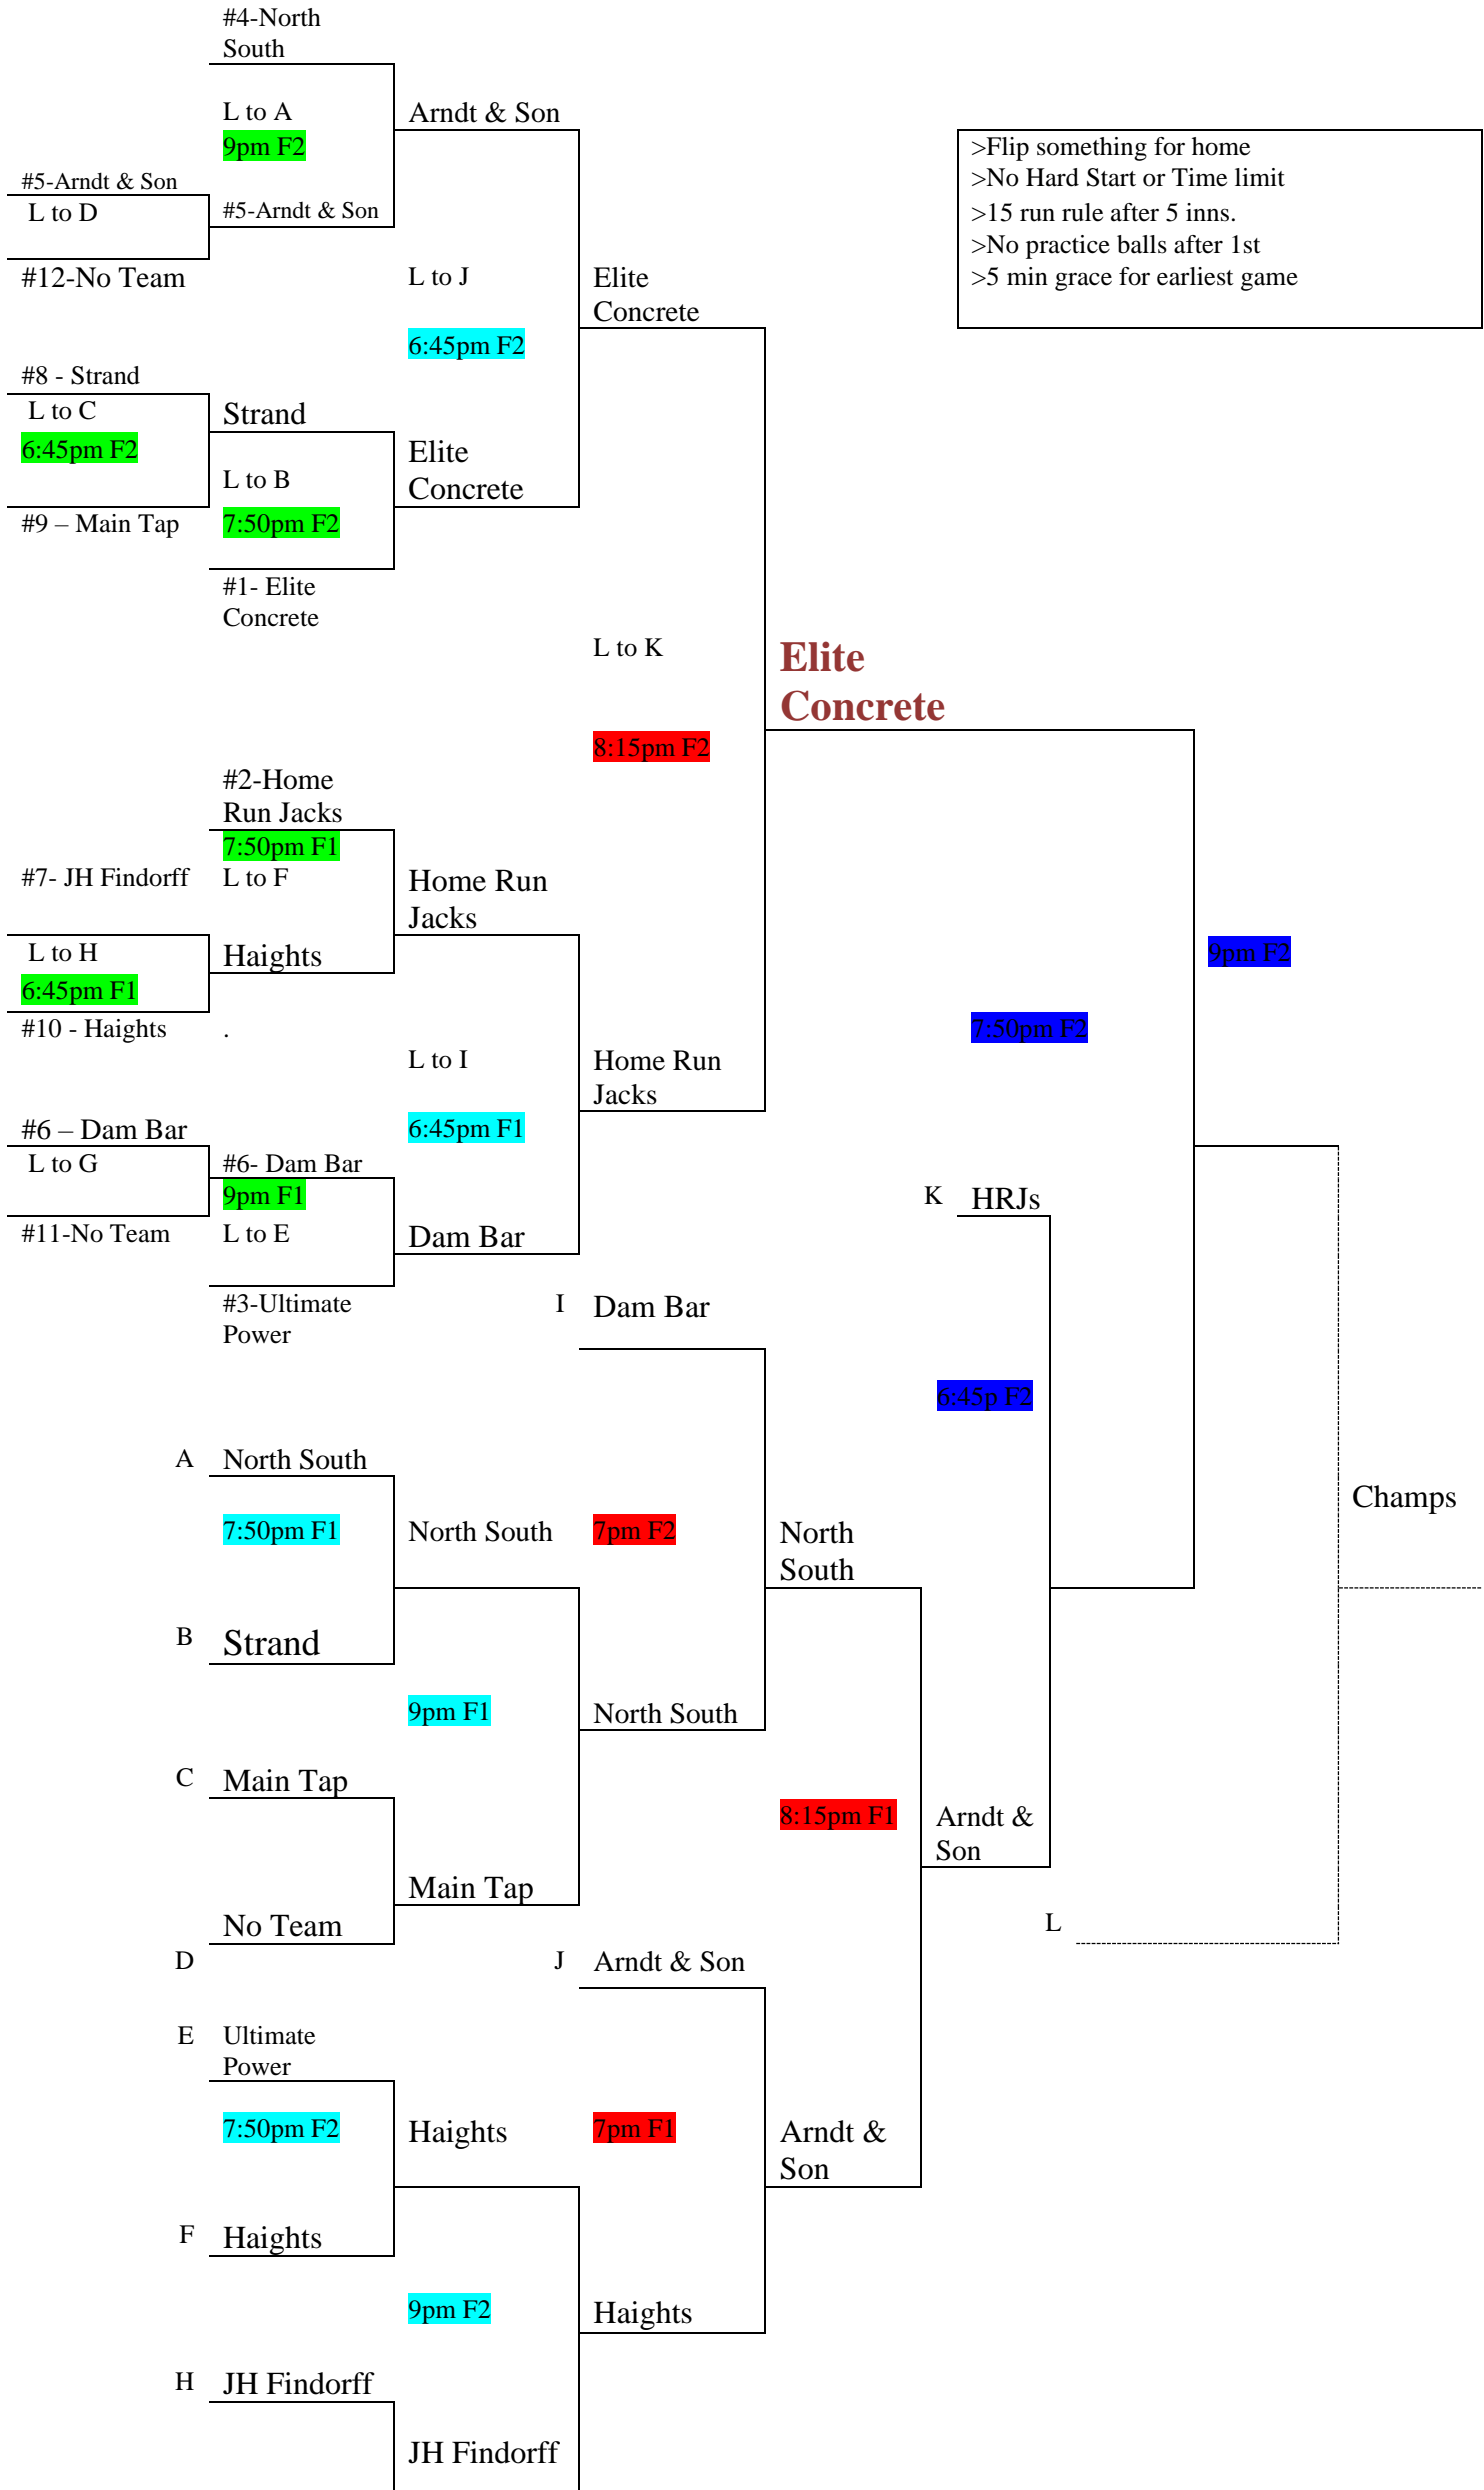 #4-North
South
L to A
9pm F2
Arndt & Son
>Flip something for home
>No Hard Start or Time limit
>15 run rule after 5 inns.
>No practice balls after 1st
>5 min grace for earliest game
#5-Arndt & Son
L to D
#5-Arndt & Son
#12-No Team
L to J
6:45pm F2
Elite
Concrete
#8 - Strand
L to C
6:45pm F2
Strand
L to B
7:50pm F2
Elite
Concrete
#9 – Main Tap
#1- Elite
Concrete
L to K
8:15pm F2
Elite
Concrete
#2-Home
Run Jacks
7:50pm F1
L to F
#7- JH Findorff
Home Run
Jacks
L to H
6:45pm F1
Haights
9pm F2
#10 - Haights
.
7:50pm F2
L to I
6:45pm F1
Home Run
Jacks
#6 – Dam Bar
L to G
#6- Dam Bar
9pm F1
L to E
#11-No Team
Dam Bar
K
HRJs
#3-Ultimate
Power
I
Dam Bar
6:45p F2
A
North South
7:50pm F1
North South
7pm F2
North
South
Champs
B
Strand
9pm F1
North South
C
Main Tap
8:15pm F1
Arndt &
Son
Main Tap
No Team
D
L
J
Arndt & Son
E
Ultimate
Power
7:50pm F2
Haights
7pm F1
Arndt &
Son
F
Haights
9pm F2
Haights
H
JH Findorff
JH Findorff